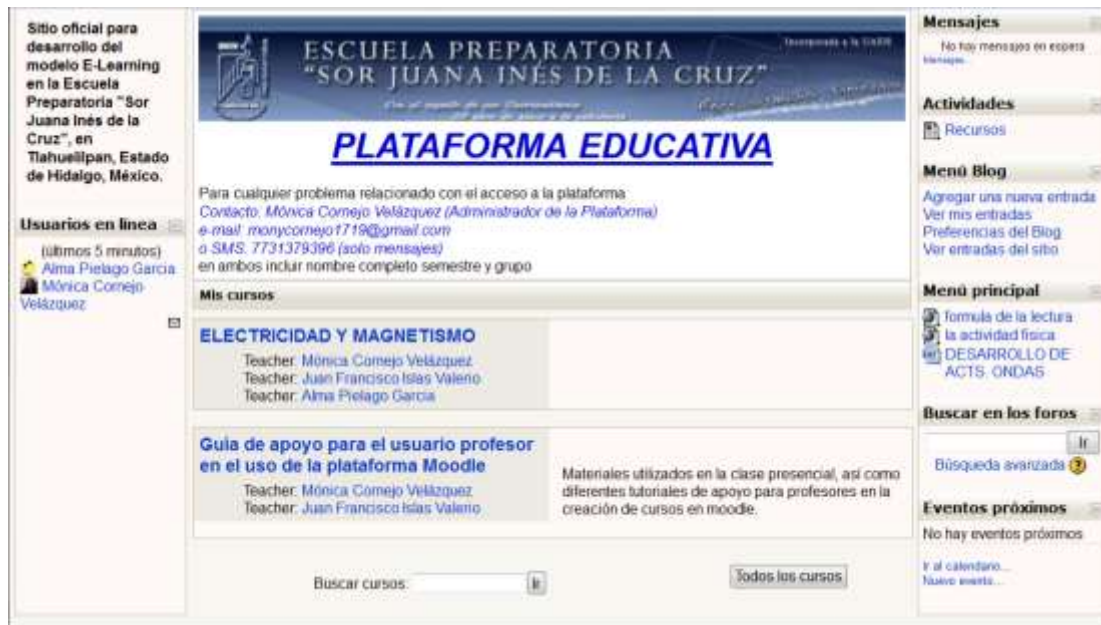 Sitio oficial para
desarrollo del
modelo E-Learning
en la Escuela
Preparatoria "Sor
Juana Inés de la
Cruz", en
Tlahuelilpan, Estado
de Hidalgo, México.
Usuarios en línea
(últimos 5 minutos)
Alma Pielago Garcia
Mónica Cornejo
Velázquez
ESCUELA PREPARATORIA
"SOR JUANA INÉS DE LA CRUZ"
Incorporada a la
PLATAFORMA EDUCATIVA
Para cualquier problema relacionado con el acceso a la plataforma
Contacto: Mónica Cornejo Velázquez (Administrador de la Plataforma)
e-mail: monycornejo1719@gmail.com
o SMS: 7731379396 (solo mensajes)
en ambos incluir nombre completo semestre y grupo
Mis cursos
ELECTRICIDAD Y MAGNETISMO
Teacher: Mónica Cornejo Velázquez
Teacher: Juan Francisco Islas Valerio
Teacher: Alma Pielago Garcia
Guia de apoyo para el usuario profesor
en el uso de la plataforma Moodle
Teacher: Mónica Cornejo Velázquez
Teacher: Juan Francisco Islas Valerio
Materiales utilizados en la clase presencial, así como
diferentes tutoriales de apoyo para profesores en la
creación de cursos en moodle.
Buscar cursos:
Ir
Todos los cursos
Mensajes
No hay mensajes en espera
Mensajes...
Actividades
Recursos
Menú Blog
Agregar una nueva entrada
Ver mis entradas
Preferencias del Blog
Ver entradas del sitio
Menú principal
formula de la lectura
la actividad física
DESARROLLO DE
ACTS. ONDAS
Buscar en los foros
Ir
Búsqueda avanzada
Eventos próximos
No hay eventos próximos
Ir al calendario...
Nuevo evento...